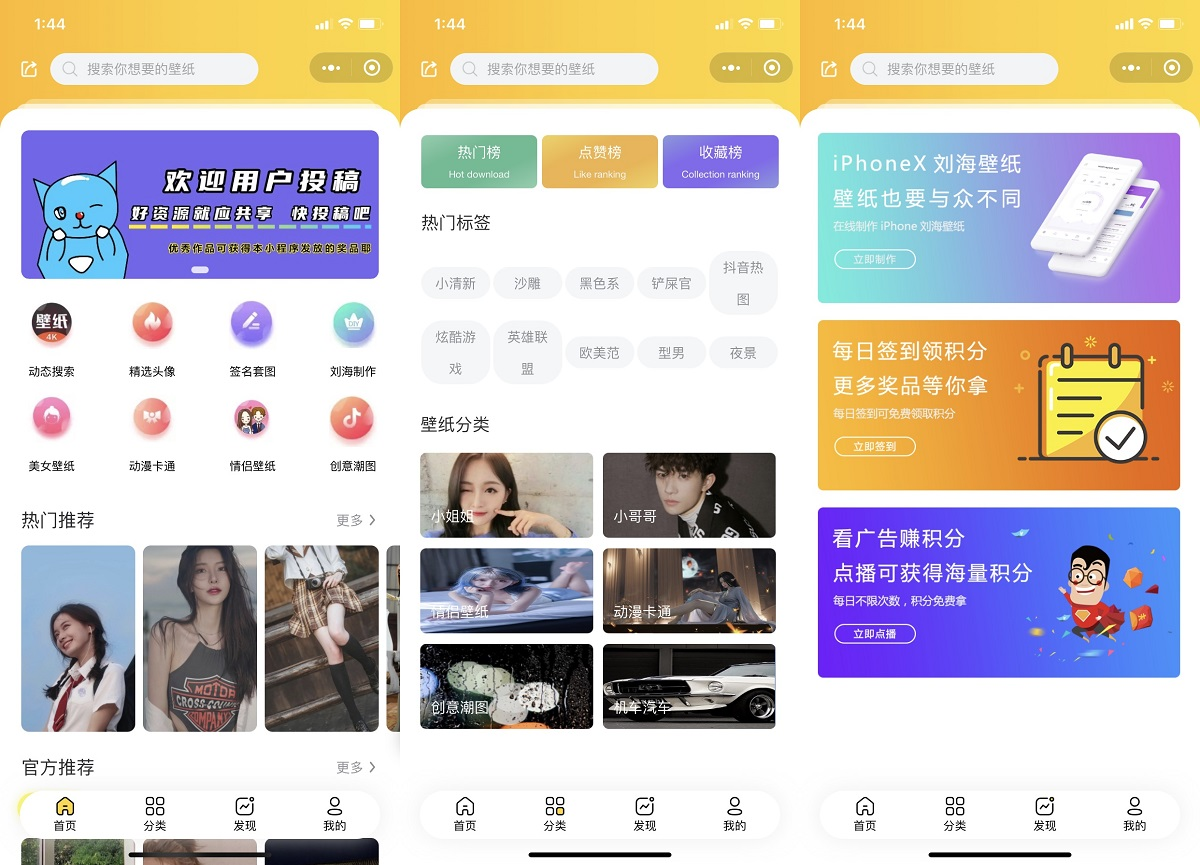 1:44
搜索你想要的壁纸
欢迎用户投稿
好资源就应共享 快投稿吧
优秀作品可获得本小程序发放的奖品即
壁纸
4K
DIY
动态搜索
精选头像
签名套图
刘海制作
美女壁纸
动漫卡通
情侣壁纸
创意潮图
热门推荐
更多
MOTOR
CROSS-COUN
COMPANY
官方推荐
更多
首页
分类
发现
我的
1:44
搜索你想要的壁纸
热门榜
Hot download
点赞榜
Like ranking
收藏榜
Collection ranking
热门标签
小清新
沙雕
黑色系
铲屎官
抖音热
图
炫酷游
戏
英雄联
盟
欧美范
型男
夜景
壁纸分类
小姐姐
小哥哥
情侣壁纸
动漫卡通
创意潮图
机车汽车
首页
分类
发现
我的
1:44
搜索你想要的壁纸
iPhoneX 刘海壁纸
壁纸也要与众不同
在线制作 iPhone 刘海壁纸
立即制作
每日签到领积分
更多奖品等你拿
每日签到可免费领取积分
立即签到
看广告赚积分
点播可获得海量积分
每日不限次数，积分免费拿
立即点播
首页
分类
发现
我的